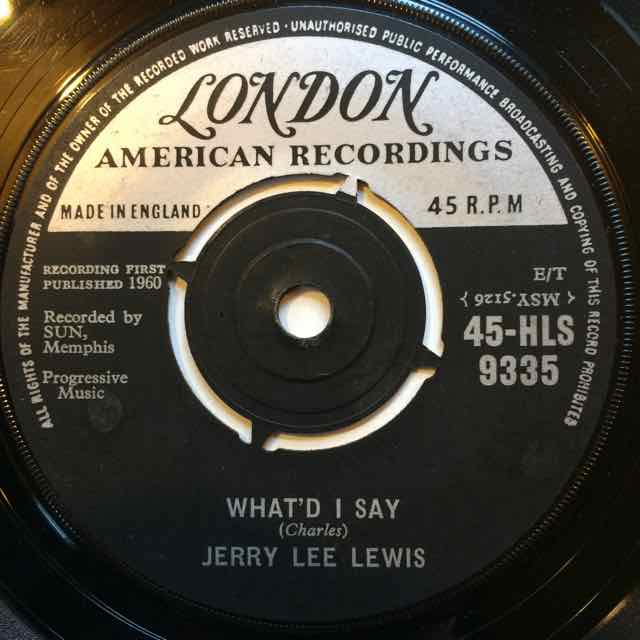 ALL RIGHTS OF THE MANUFACTURER AND OF THE OWNER OF THE RECORDED WORK RESERVED · UNAUTHORISED PUBLIC PERFORMANCE BROADCASTING AND COPYING OF THIS RECORD PROHIBITED
LONDON
AMERICAN RECORDINGS
MADE IN ENGLAND
45 R.P.M
RECORDING FIRST
PUBLISHED 1960
E/T
{ MSY.5126 }
Recorded by
SUN,
Memphis
45-HLS
9335
Progressive
Music
WHAT'D I SAY
(Charles)
JERRY LEE LEWIS